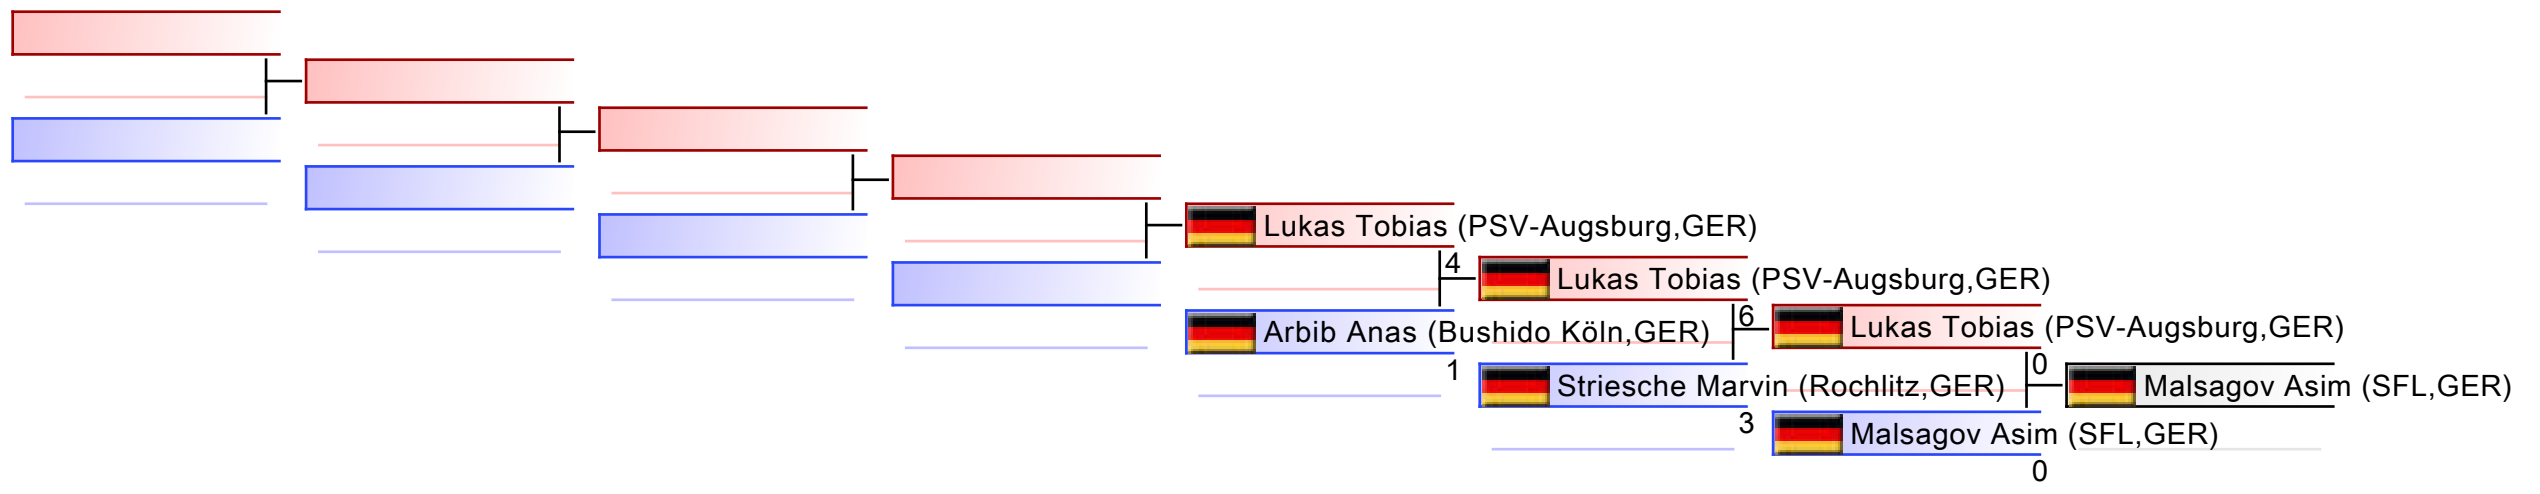 Lukas Tobias (PSV-Augsburg,GER)
4
Lukas Tobias (PSV-Augsburg,GER)
Arbib Anas (Bushido Köln,GER)
6
Lukas Tobias (PSV-Augsburg,GER)
1
Striesche Marvin (Rochlitz,GER)
0
Malsagov Asim (SFL,GER)
3
Malsagov Asim (SFL,GER)
0